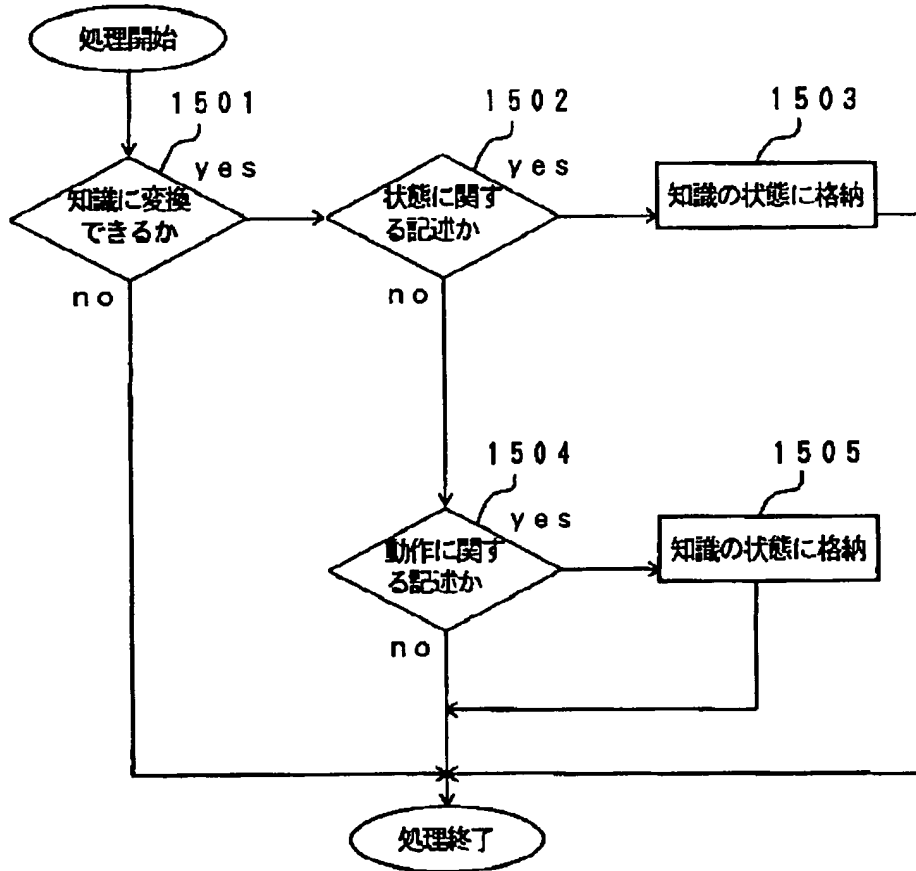 処理開始
1501
知識に変換
できるか
yes
no
1502
状態に関す
る記述か
yes
no
1503
知識の状態に格納
1504
動作に関す
る記述か
yes
no
1505
知識の状態に格納
処理終了